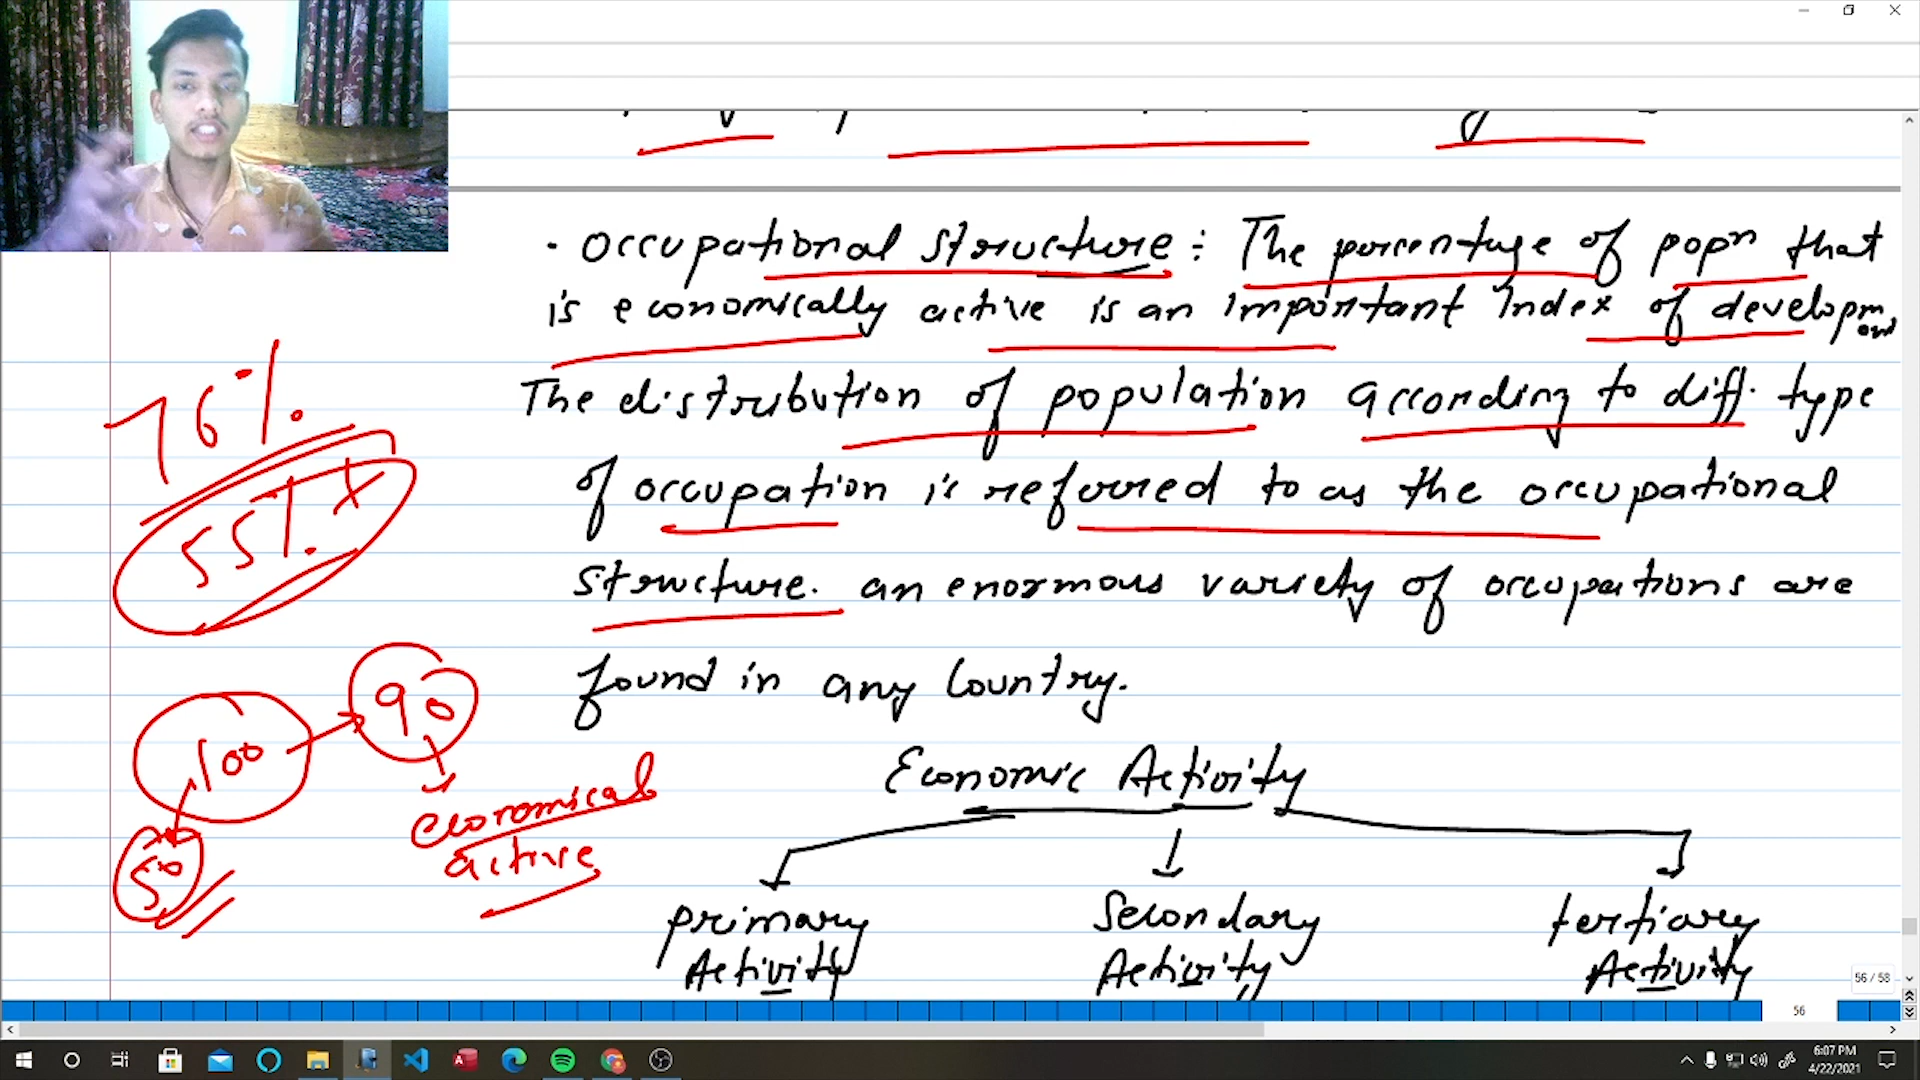 · occupational structure :- The percentage of popn that
is economically active is an important index of development
The distribution of population according to diff. type
of occupation is referred to as the occupational
structure. an enormous variety of occupations are
found in any country.
Economic Activity
primary Secondary tertiary
Activity Activity Activity
76%.
55%.
100 → 90
50
economical
active
56 / 58
56
6:07 PM
4/22/2021